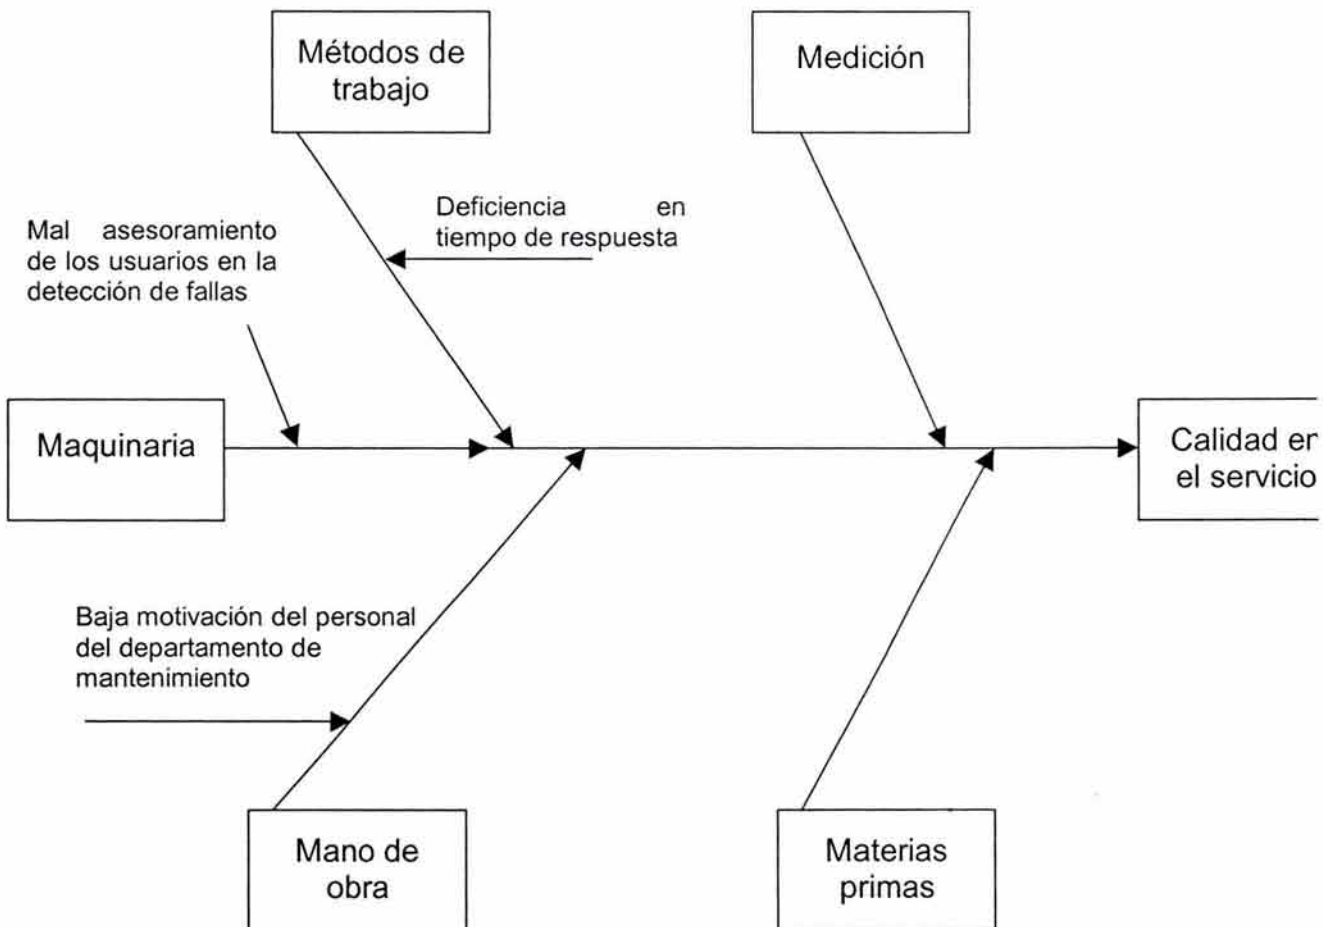 Métodos de
trabajo
Medición
Deficiencia en
tiempo de respuesta
Mal asesoramiento
de los usuarios en la
detección de fallas
Maquinaria
Calidad en
el servicio
Baja motivación del personal
del departamento de
mantenimiento
Mano de
obra
Materias
primas